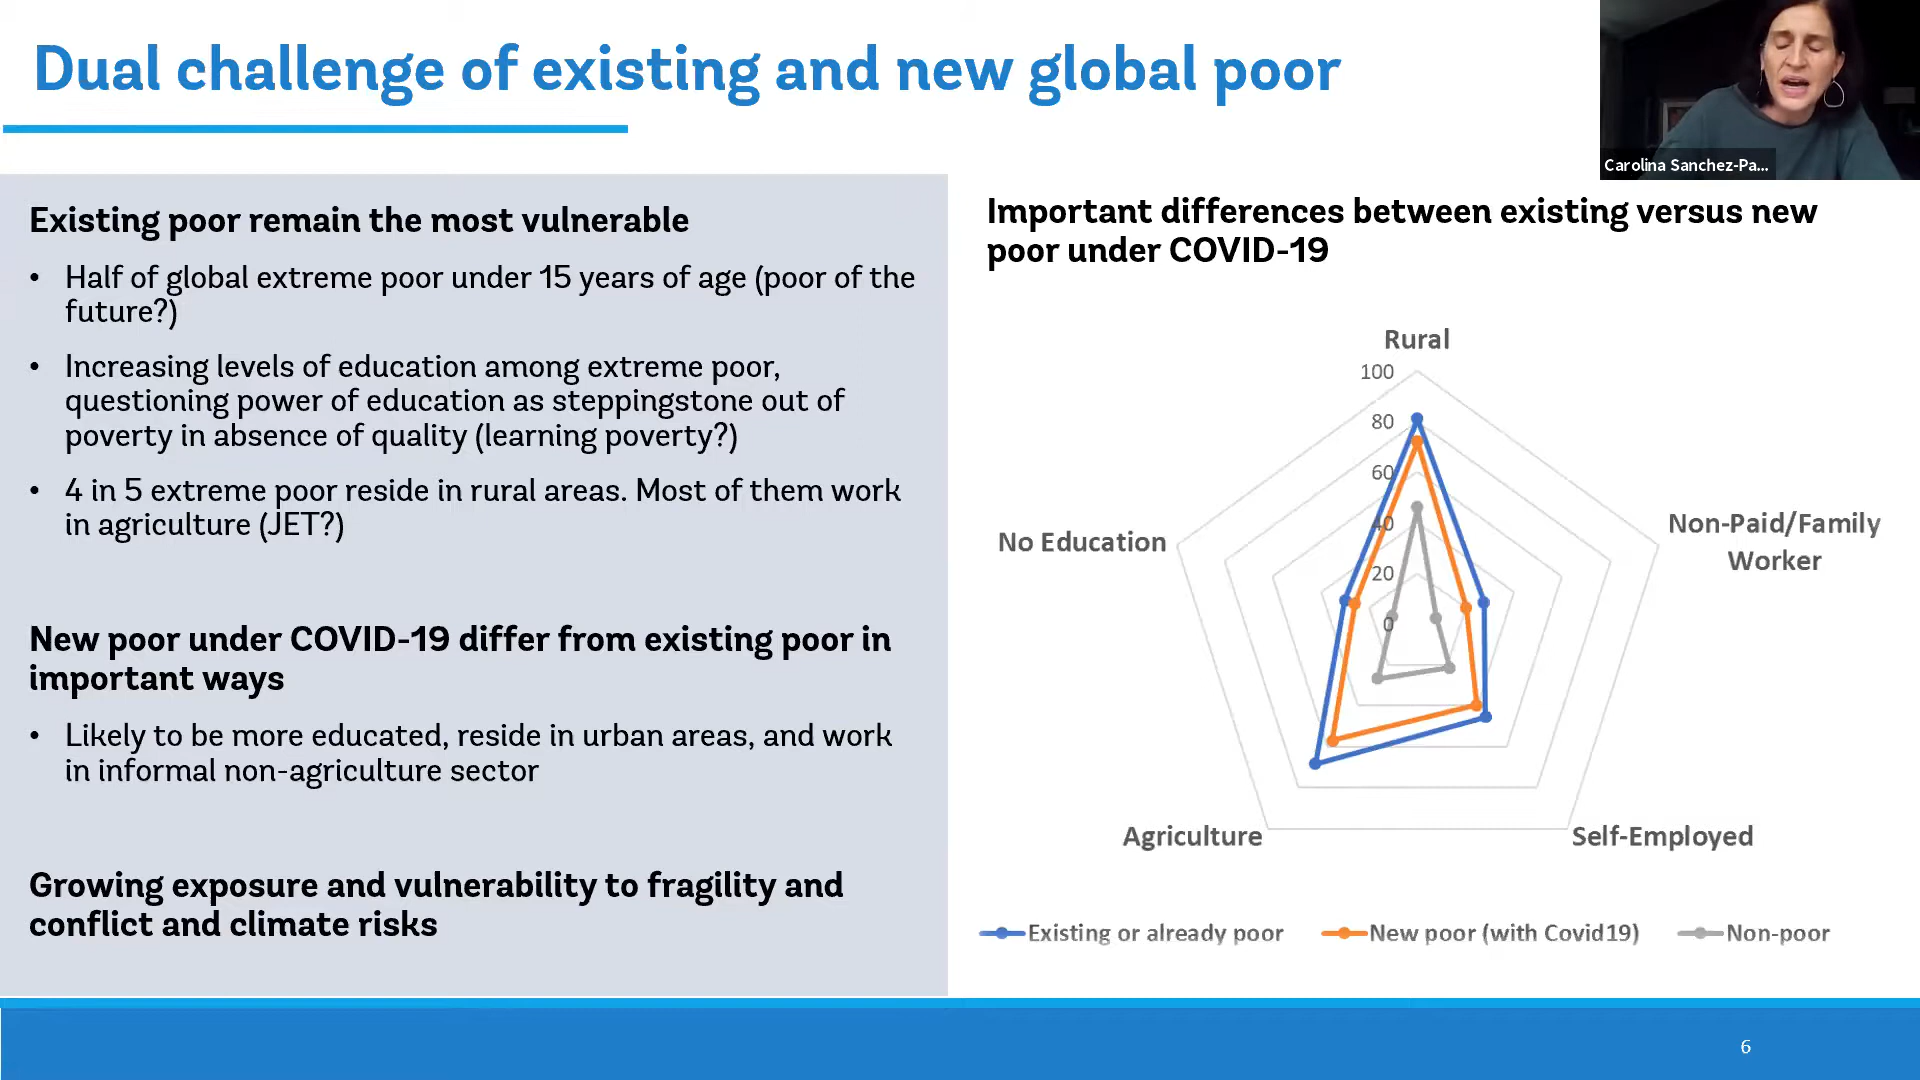 Dual challenge of existing and new global poor
Carolina Sanchez-Pa...
Existing poor remain the most vulnerable
• Half of global extreme poor under 15 years of age (poor of the
future?)
• Increasing levels of education among extreme poor,
questioning power of education as steppingstone out of
poverty in absence of quality (learning poverty?)
• 4 in 5 extreme poor reside in rural areas. Most of them work
in agriculture (JET?)
New poor under COVID-19 differ from existing poor in
important ways
• Likely to be more educated, reside in urban areas, and work
in informal non-agriculture sector
Growing exposure and vulnerability to fragility and
conflict and climate risks
Important differences between existing versus new
poor under COVID-19
Rural
100
80
60
40
20
0
No Education
Non-Paid/Family
Worker
Agriculture
Self-Employed
Existing or already poor
New poor (with Covid19)
Non-poor
6